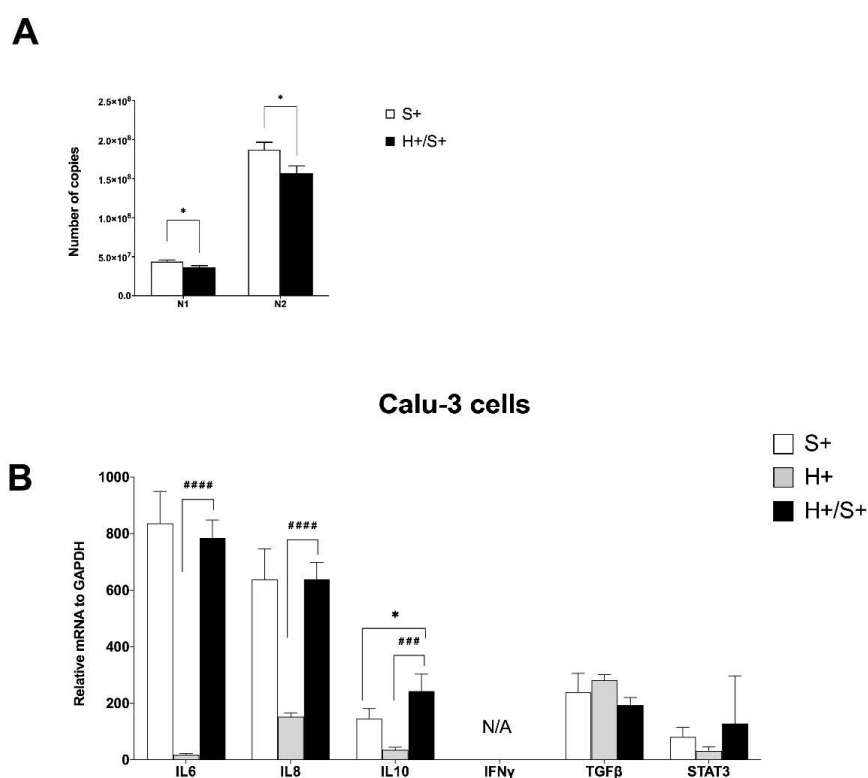 A
2.5×10⁸
2.0×10⁸
1.5×10⁸
1.0×10⁸
5.0×10⁷
0.0
Number of copies
*
*
N1
N2
S+
H+/S+
Calu-3 cells
B
S+
H+
H+/S+
1000
800
600
400
200
0
Relative mRNA to GAPDH
####
####
*
###
N/A
IL6
IL8
IL10
IFNγ
TGFβ
STAT3